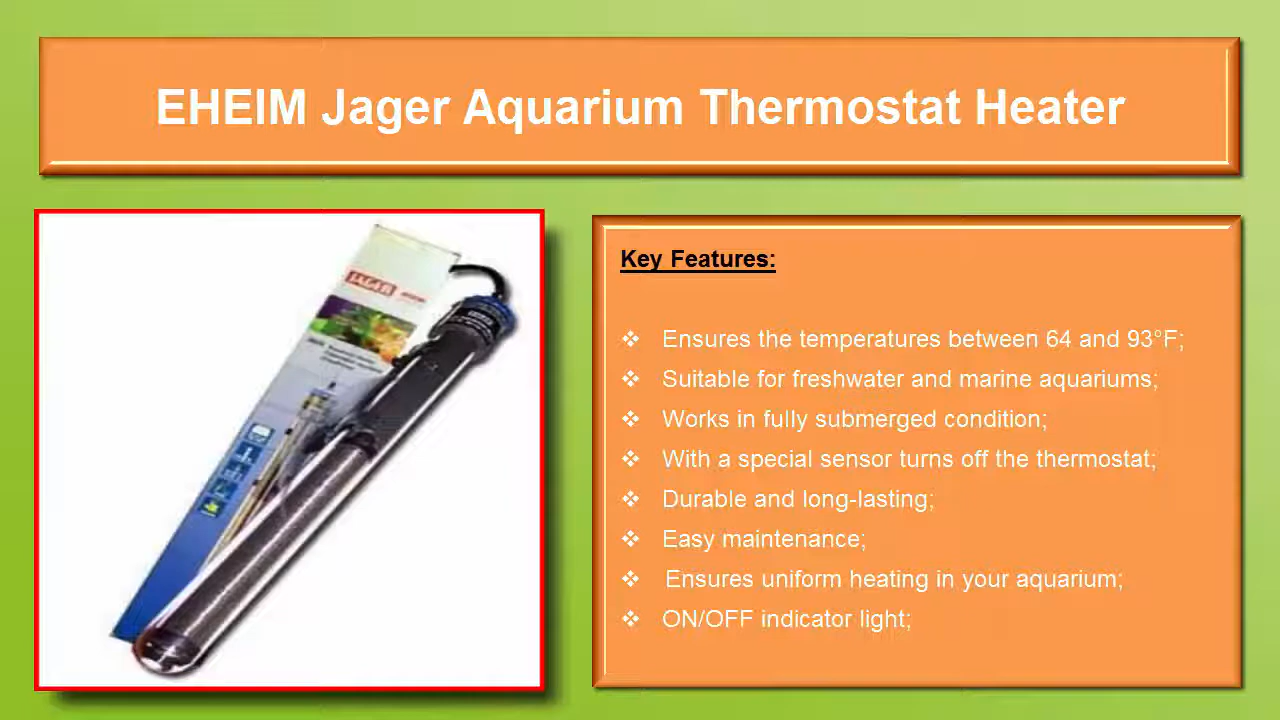 EHEIM Jager Aquarium Thermostat Heater
JAGER
Key Features:
Ensures the temperatures between 64 and 93°F;
Suitable for freshwater and marine aquariums;
Works in fully submerged condition;
With a special sensor turns off the thermostat;
Durable and long-lasting;
Easy maintenance;
Ensures uniform heating in your aquarium;
ON/OFF indicator light;